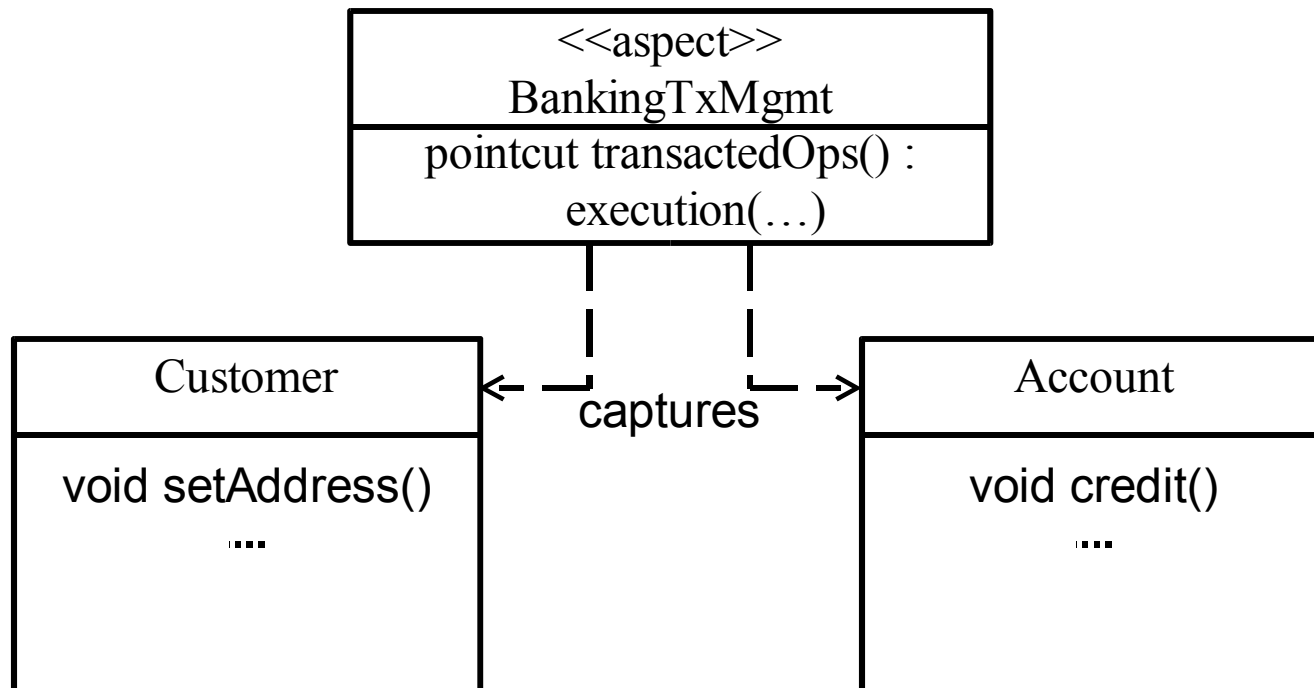 <<aspect>>
BankingTxMgmt
pointcut transactedOps() :
execution(…)
Customer
captures
Account
void setAddress()
....
void credit()
....